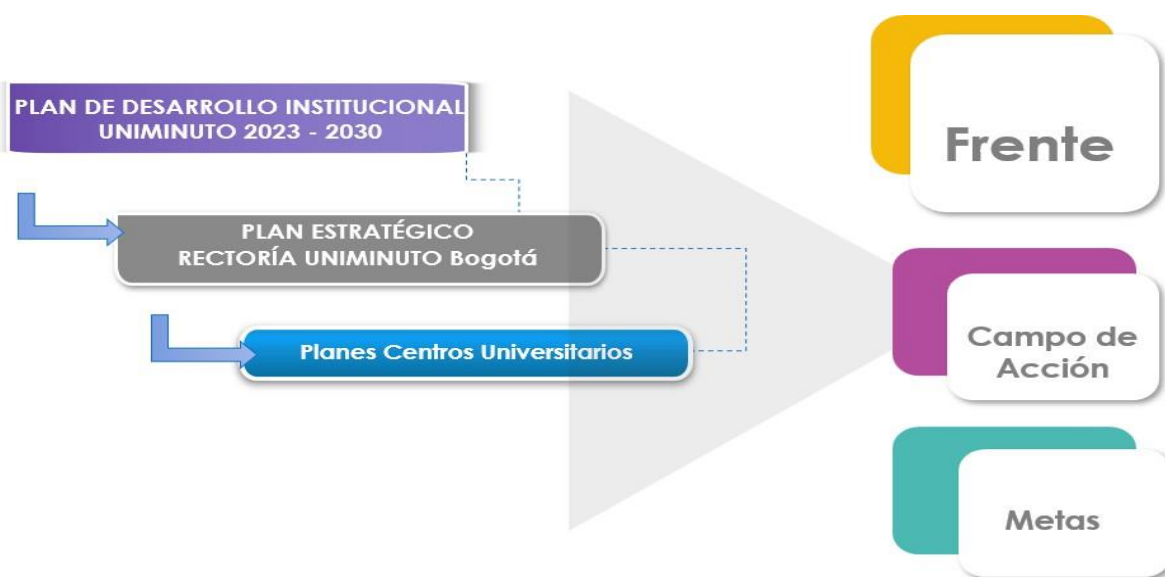 PLAN DE DESARROLLO INSTITUCIONAL
UNIMINUTO 2023 - 2030
PLAN ESTRATÉGICO
RECTORÍA UNIMINUTO Bogotá
Planes Centros Universitarios
Frente
Campo de
Acción
Metas